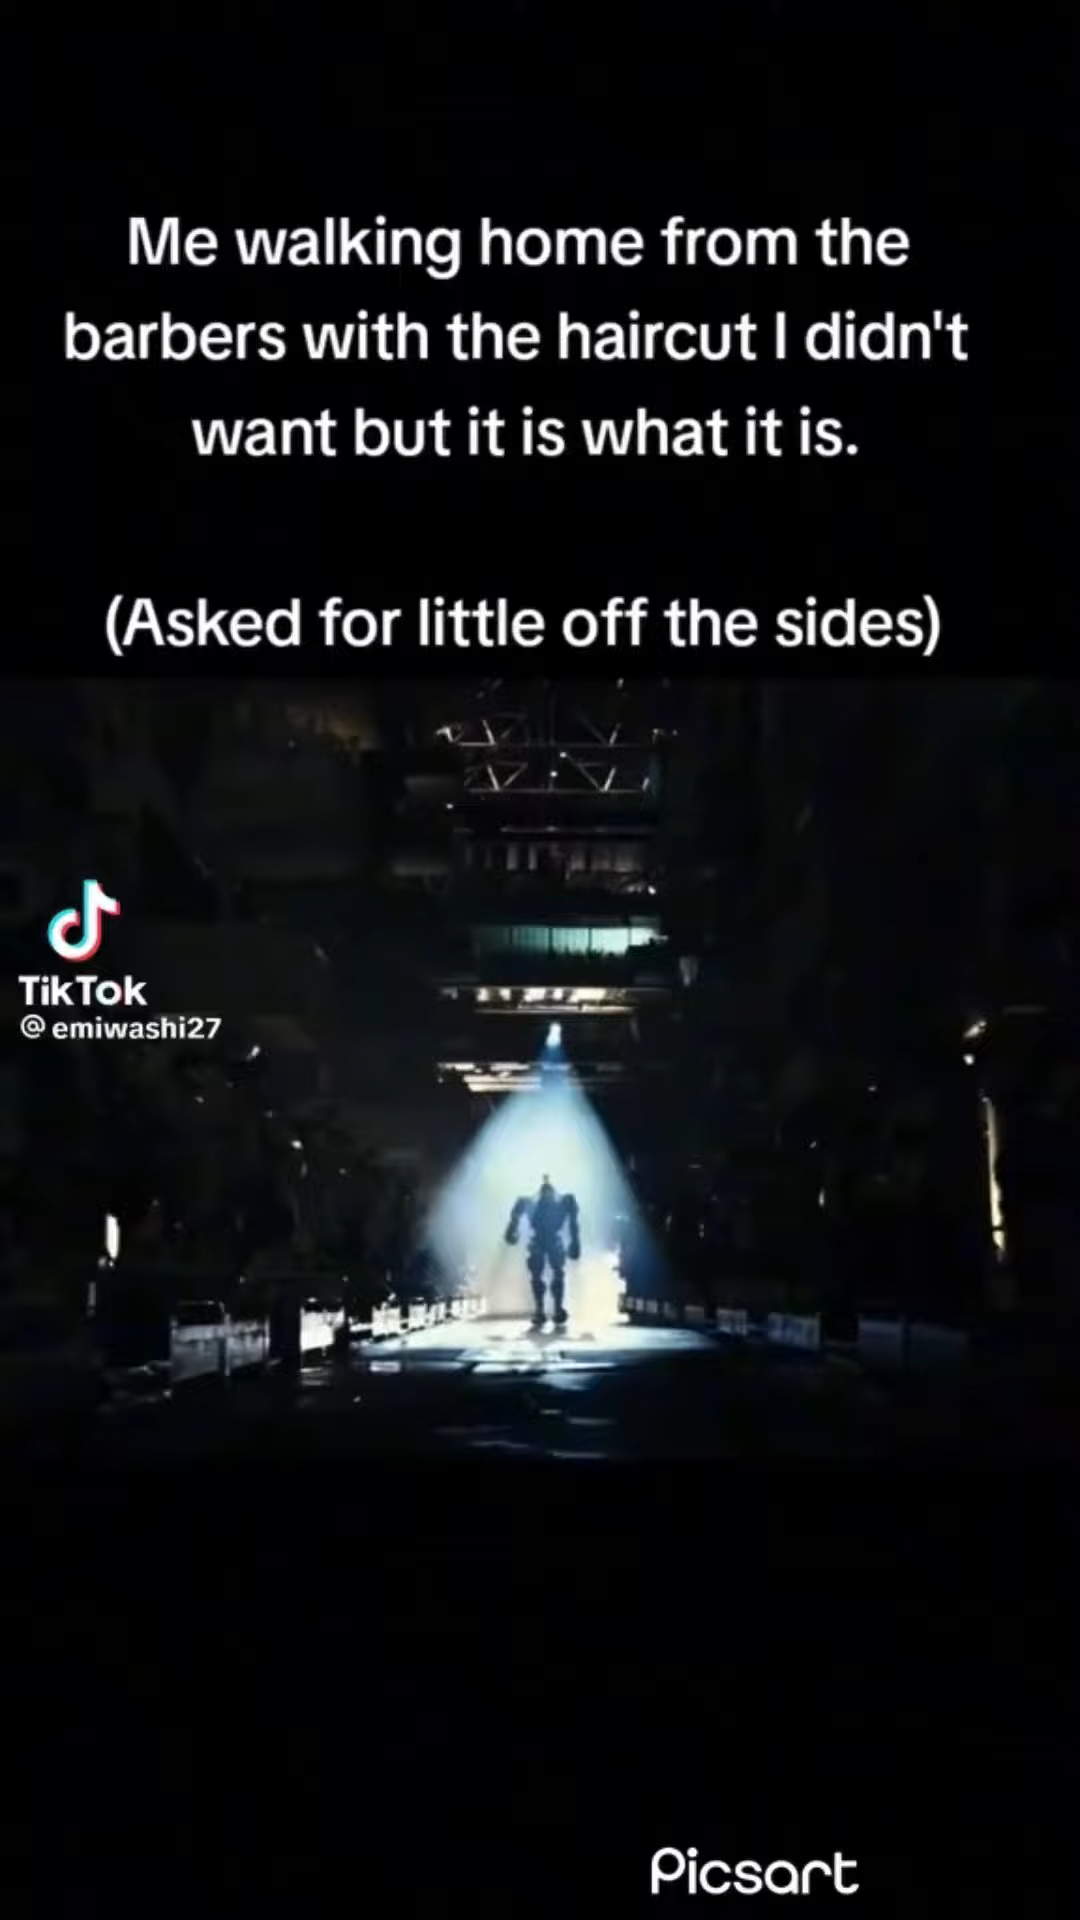 Me walking home from the
barbers with the haircut I didn't
want but it is what it is.
(Asked for little off the sides)
TikTok
@emiwashi27
Picsart